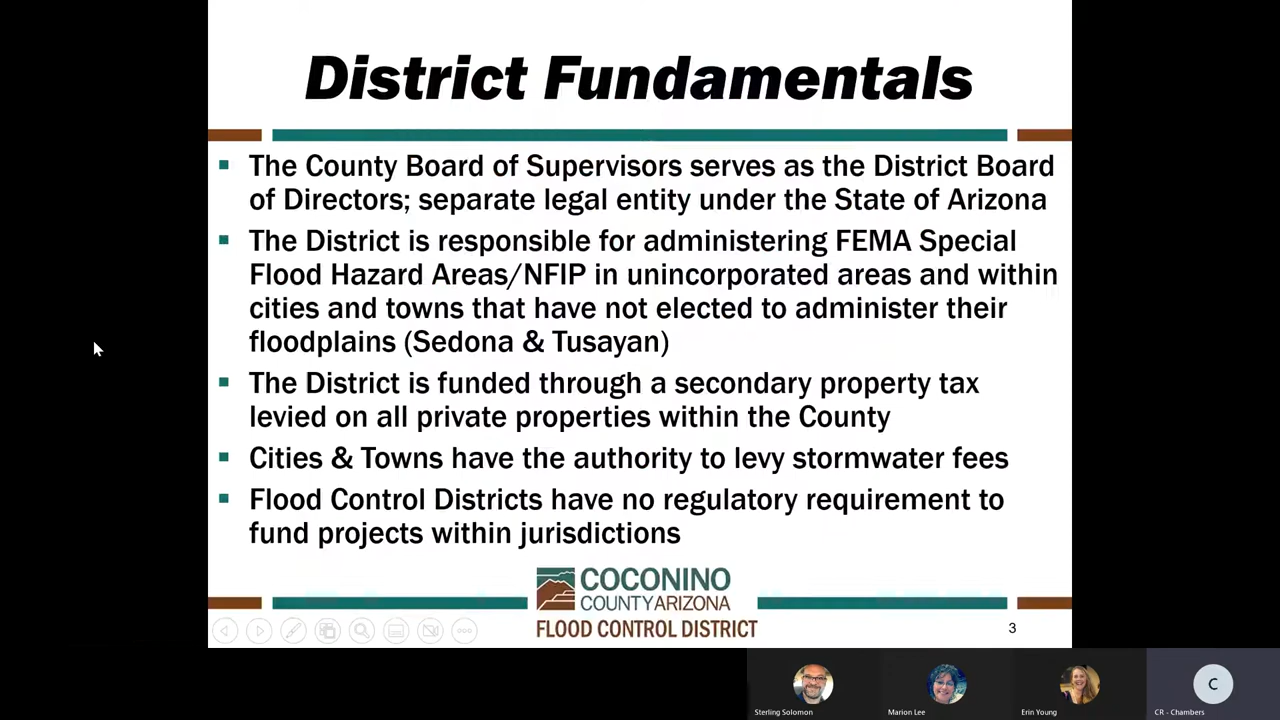 District Fundamentals
The County Board of Supervisors serves as the District Board
of Directors; separate legal entity under the State of Arizona
The District is responsible for administering FEMA Special
Flood Hazard Areas/NFIP in unincorporated areas and within
cities and towns that have not elected to administer their
floodplains (Sedona & Tusayan)
The District is funded through a secondary property tax
levied on all private properties within the County
Cities & Towns have the authority to levy stormwater fees
Flood Control Districts have no regulatory requirement to
fund projects within jurisdictions
COCONINO
COUNTY ARIZONA
FLOOD CONTROL DISTRICT
3
C
Sterling Solomon
Marion Lee
Erin Young
CR - Chambers